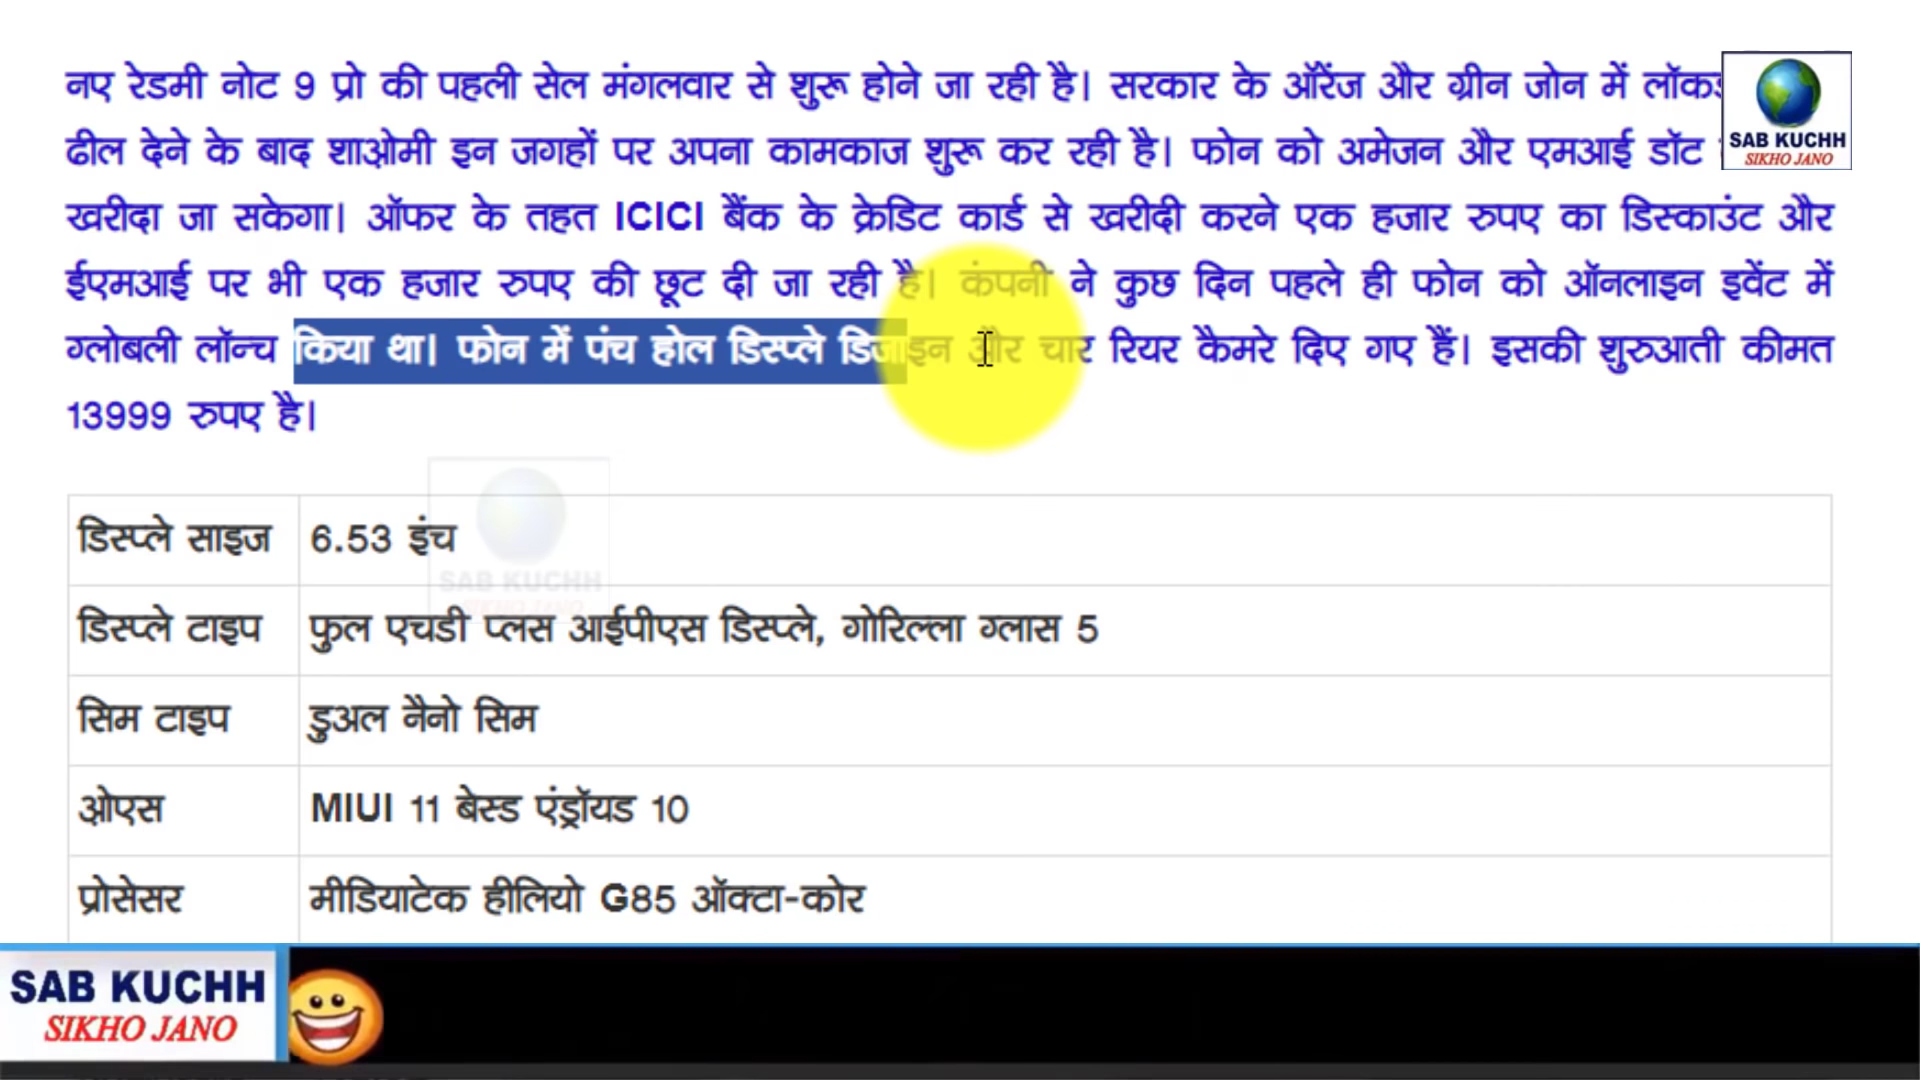 नए रेडमी नोट 9 प्रो की पहली सेल मंगलवार से शुरू होने जा रही है। सरकार के ऑरेंज और ग्रीन जोन में
ढील देने के बाद शाओमी इन जगहों पर अपना कामकाज शुरू कर रही है। फोन को अमेजन और एमआई डॉट
खरीदा जा सकेगा। ऑफर के तहत ICICI बैंक के क्रेडिट कार्ड से खरीदी करने एक हजार रुपए का डिस्काउंट और
ईएमआई पर भी एक हजार रुपए की छूट दी जा रही है। कंपनी ने कुछ दिन पहले ही फोन को ऑनलाइन इवेंट में
ग्लोबली लॉन्च किया था। फोन में पंच होल डिस्प्ले डिजाइन और चार रियर कैमरे दिए गए हैं। इसकी शुरुआती कीमत
13999 रुपए है।
SAB KUCHH
SIKHO JANO
SAB KUCHH
SIKHO JANO
डिस्प्ले साइज 6.53 इंच
डिस्प्ले टाइप फुल एचडी प्लस आईपीएस डिस्प्ले, गोरिल्ला ग्लास 5
सिम टाइप डुअल नैनो सिम
ओएस MIUI 11 बेस्ड एंड्रॉयड 10
प्रोसेसर मीडियाटेक हीलियो G85 ऑक्टा-कोर
SAB KUCHH
SIKHO JANO